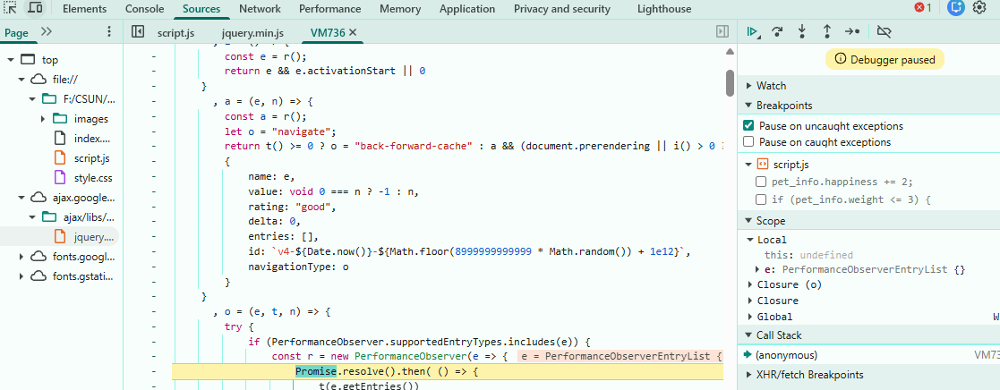 Elements Console Sources Network Performance Memory Application Privacy and security Lighthouse 1
Page
script.js jquery.min.js VM736
top
file://
F:/CSUN/...
images
index....
script.js
style.css
ajax.google...
ajax/libs/...
jquery....
fonts.googl...
fonts.gstati...
const e = r();
return e && e.activationStart || 0
}
, a = (e, n) => {
const a = r();
let o = "navigate";
return t() >= 0 ? o = "back-forward-cache" : a && (document.prerendering || i() > 0 ?
{
name: e,
value: void 0 === n ? -1 : n,
rating: "good",
delta: 0,
entries: [],
id: `v4-${Date.now()}-${Math.floor(8999999999999 * Math.random()) + 1e12}`,
navigationType: o
}
}
, o = (e, t, n) => {
try {
if (PerformanceObserver.supportedEntryTypes.includes(e)) {
const r = new PerformanceObserver(e => { e = PerformanceObserverEntryList {
Promise.resolve().then( () => {
t(e.getEntries())
Debugger paused
Watch
Breakpoints
Pause on uncaught exceptions
Pause on caught exceptions
script.js
pet_info.happiness += 2;
if (pet_info.weight <= 3) {
Scope
Local
this: undefined
e: PerformanceObserverEntryList {}
Closure (o)
Closure
Global W
Call Stack
(anonymous) VM73
XHR/fetch Breakpoints